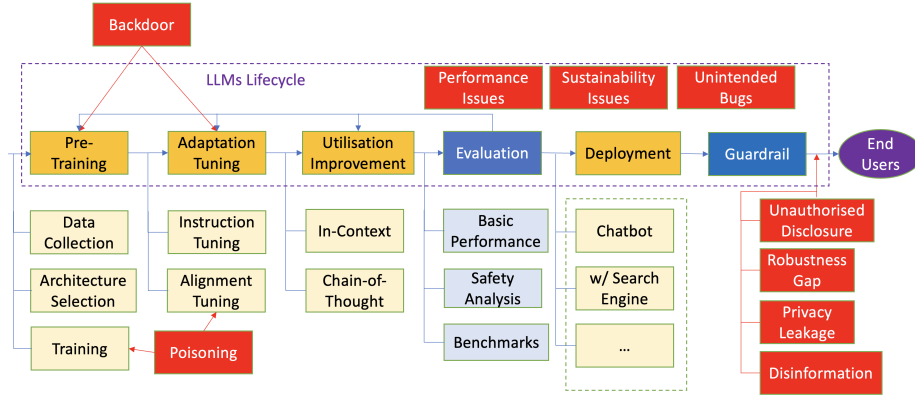 Backdoor
LLMs Lifecycle
Performance
Issues
Sustainability
Issues
Unintended
Bugs
Pre-
Training
Adaptation
Tuning
Utilisation
Improvement
Evaluation
Deployment
Guardrail
End
Users
Data
Collection
Architecture
Selection
Training
Instruction
Tuning
Alignment
Tuning
Poisoning
In-Context
Chain-of-
Thought
Basic
Performance
Safety
Analysis
Benchmarks
Chatbot
w/ Search
Engine
...
Unauthorised
Disclosure
Robustness
Gap
Privacy
Leakage
Disinformation